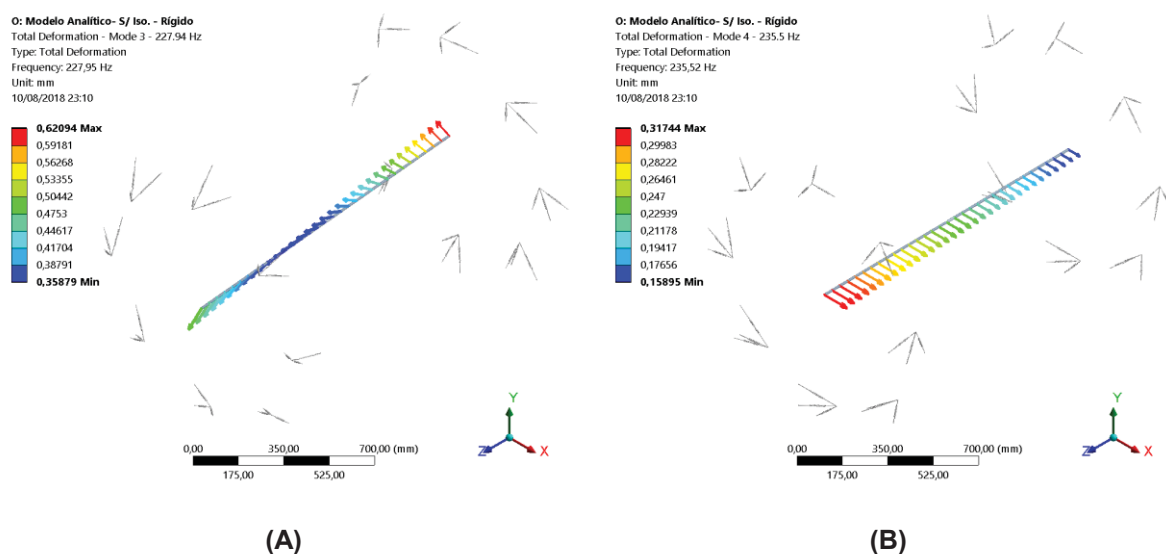 O: Modelo Analítico- S/ Iso. - Rígido
Total Deformation - Mode 3 - 227.94 Hz
Type: Total Deformation
Frequency: 227,95 Hz
Unit: mm
10/08/2018 23:10
0,62094 Max
0,59181
0,56268
0,53355
0,50442
0,4753
0,44617
0,41704
0,38791
0,35879 Min
Y
Z
X
0,00
350,00
700,00 (mm)
175,00
525,00
(A)
O: Modelo Analítico- S/ Iso. - Rígido
Total Deformation - Mode 4 - 235.5 Hz
Type: Total Deformation
Frequency: 235,52 Hz
Unit: mm
10/08/2018 23:10
0,31744 Max
0,29983
0,28222
0,26461
0,247
0,22939
0,21178
0,19417
0,17656
0,15895 Min
Y
Z
X
0,00
350,00
700,00 (mm)
175,00
525,00
(B)